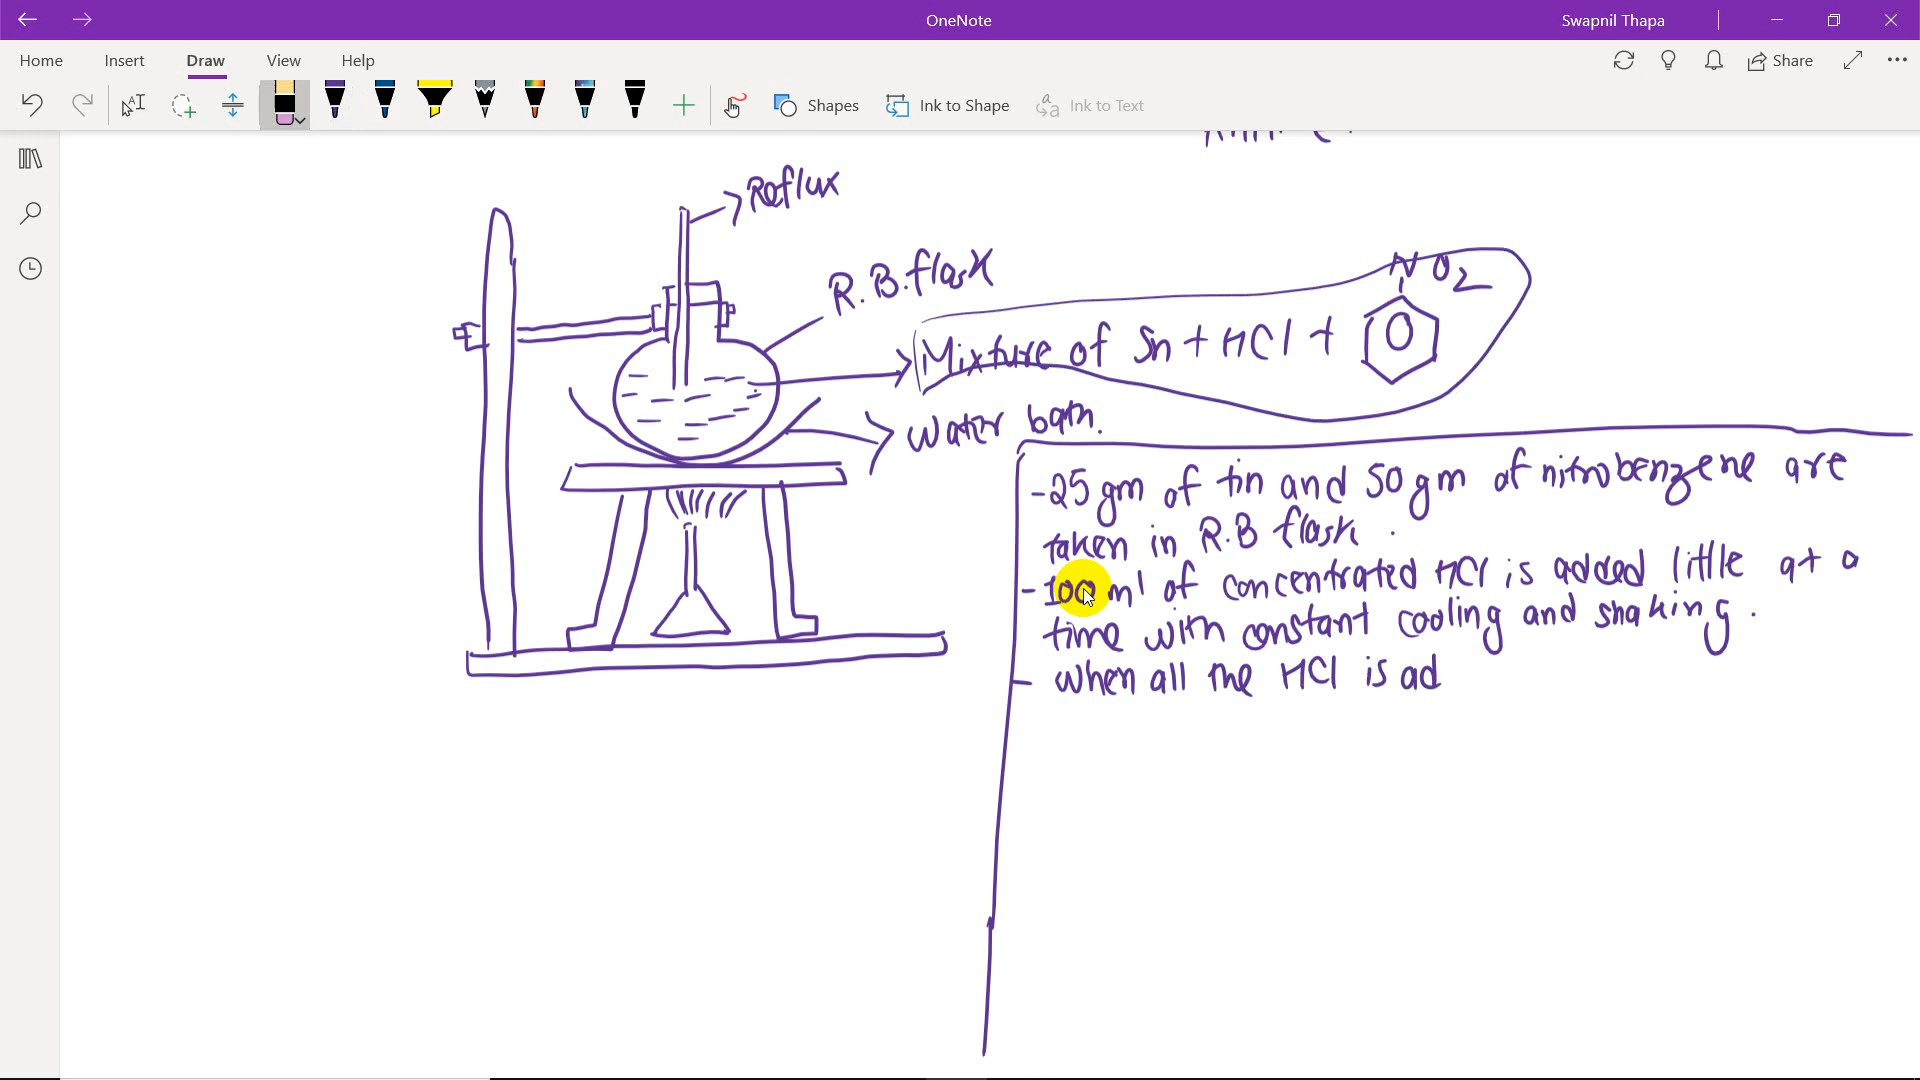 OneNote
Swapnil Thapa
Home
Insert
Draw
View
Help
Share
Shapes
Ink to Shape
Ink to Text
Reflux
R.B.flask
NO2
Mixture of Sn + HCl +
Water bath.
-25 gm of tin and 50 gm of nitrobenzene are
taken in R.B flask.
- 100 ml of concentrated HCl is added little at a
time with constant cooling and shaking.
- when all the HCl is ad